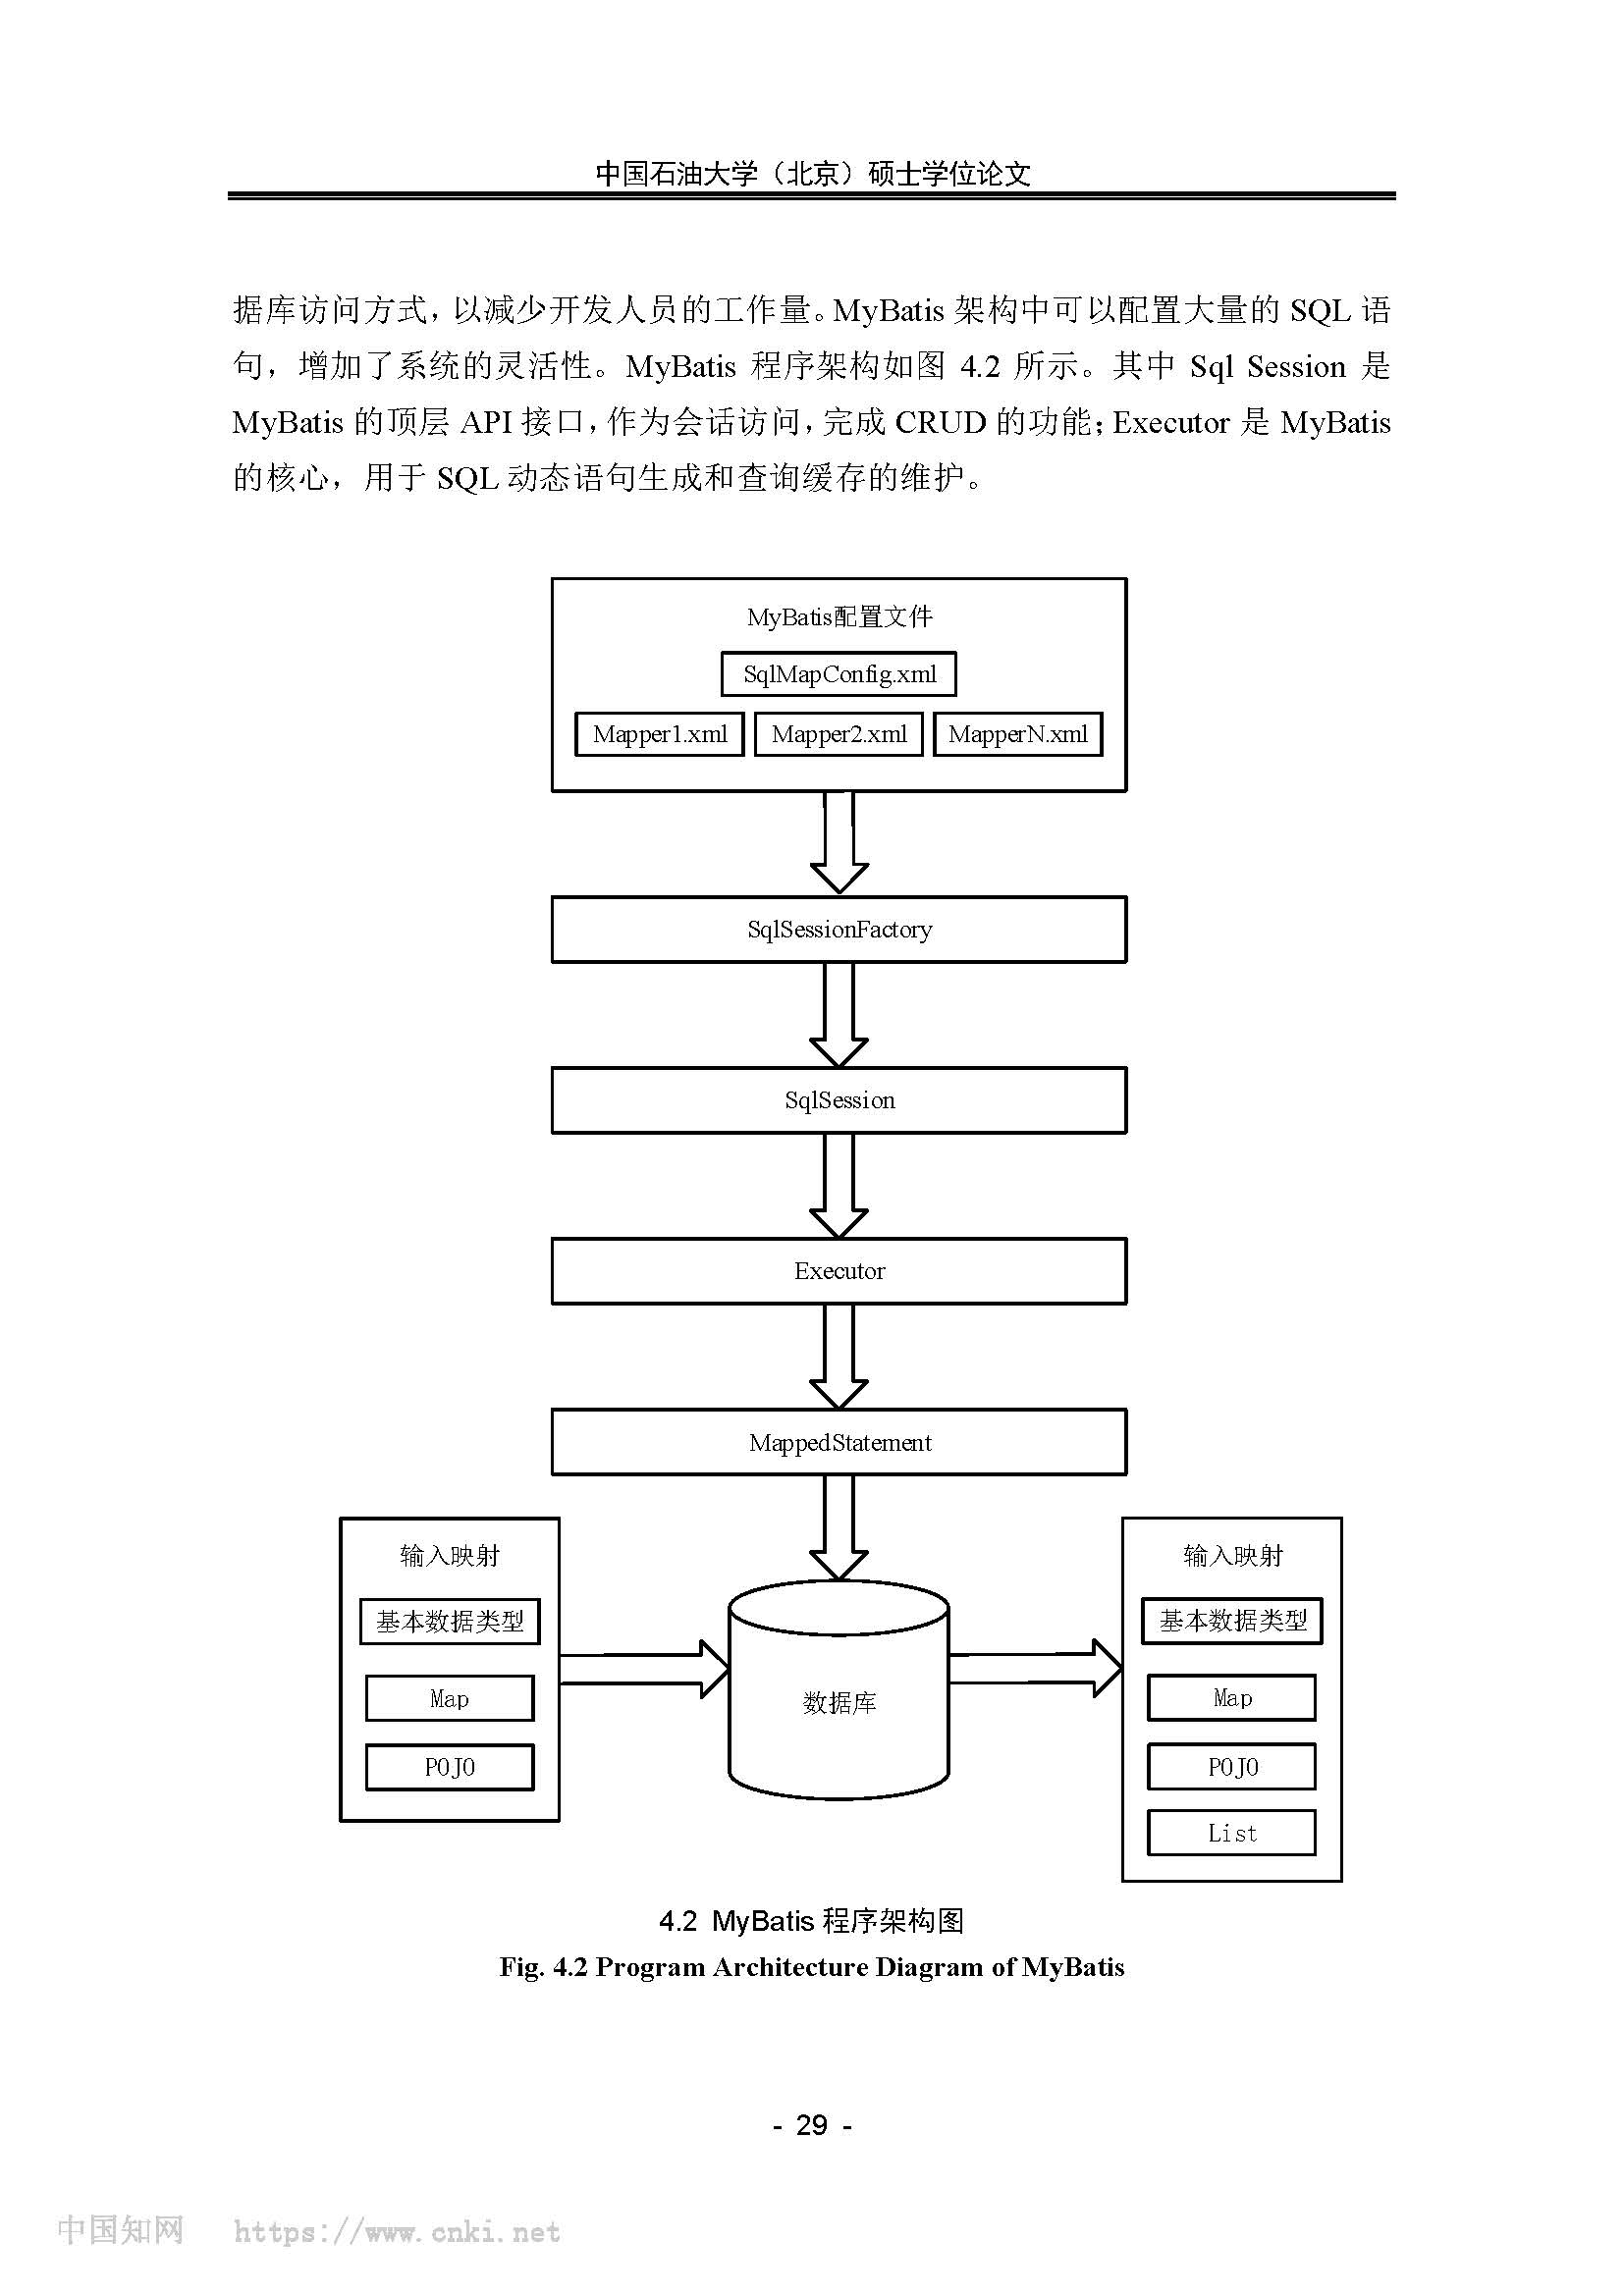 中国石油大学（北京）硕士学位论文
据库访问方式，以减少开发人员的工作量。MyBatis 架构中可以配置大量的 SQL 语
句，增加了系统的灵活性。MyBatis 程序架构如图 4.2 所示。其中 Sql Session 是
MyBatis 的顶层 API 接口，作为会话访问，完成 CRUD 的功能；Executor 是 MyBatis
的核心，用于 SQL 动态语句生成和查询缓存的维护。
MyBatis配置文件
SqlMapConfig.xml
Mapper1.xml Mapper2.xml MapperN.xml
SqlSessionFactory
SqlSession
Executor
MappedStatement
输入映射
基本数据类型
Map
POJO
数据库
输入映射
基本数据类型
Map
POJO
List
4.2 MyBatis 程序架构图
Fig. 4.2 Program Architecture Diagram of MyBatis
- 29 -
中国知网 https://www.cnki.net